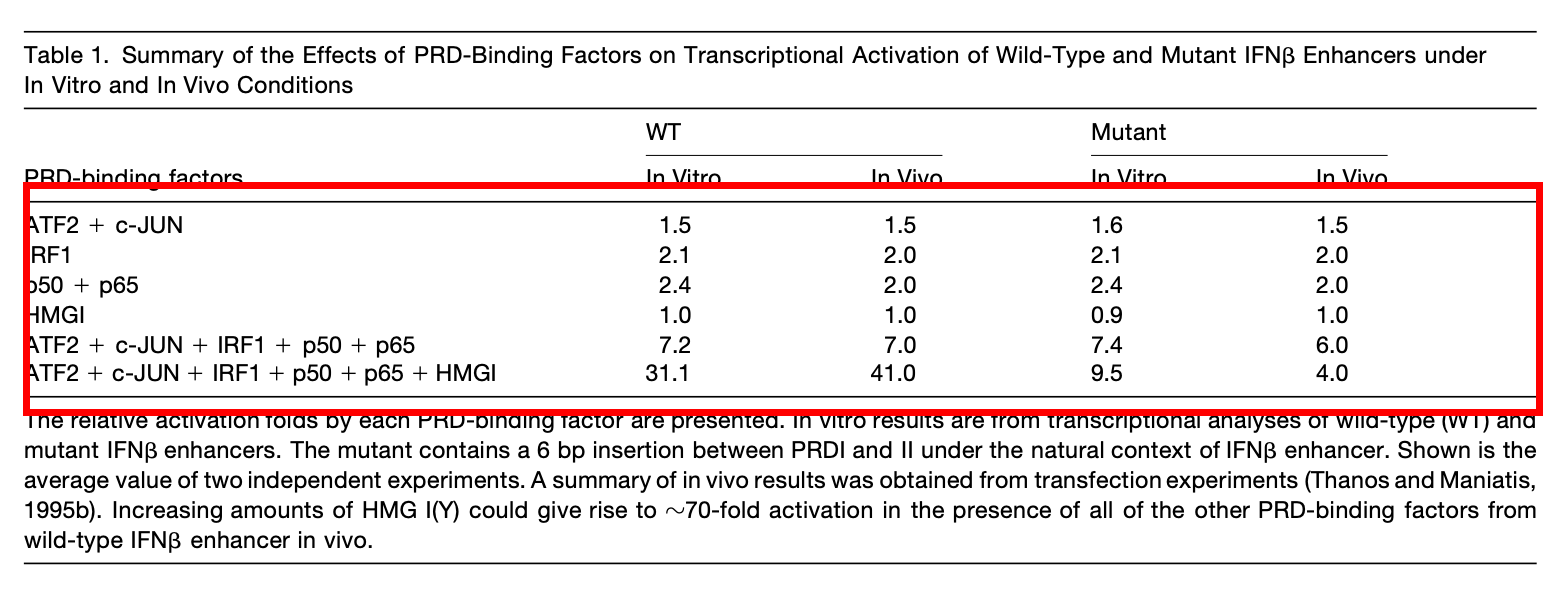 Table 1. Summary of the Effects of PRD-Binding Factors on Transcriptional Activation of Wild-Type and Mutant IFNβ Enhancers under
In Vitro and In Vivo Conditions
WT Mutant
PRD-binding factors In Vitro In Vivo In Vitro In Vivo
ATF2 + c-JUN 1.5 1.5 1.6 1.5
IRF1 2.1 2.0 2.1 2.0
p50 + p65 2.4 2.0 2.4 2.0
HMGI 1.0 1.0 0.9 1.0
ATF2 + c-JUN + IRF1 + p50 + p65 7.2 7.0 7.4 6.0
ATF2 + c-JUN + IRF1 + p50 + p65 + HMGI 31.1 41.0 9.5 4.0
The relative activation folds by each PRD-binding factor are presented. In vitro results are from transcriptional analyses of wild-type (WT) and
mutant IFNβ enhancers. The mutant contains a 6 bp insertion between PRDI and II under the natural context of IFNβ enhancer. Shown is the
average value of two independent experiments. A summary of in vivo results was obtained from transfection experiments (Thanos and Maniatis,
1995b). Increasing amounts of HMG I(Y) could give rise to ~70-fold activation in the presence of all of the other PRD-binding factors from
wild-type IFNβ enhancer in vivo.